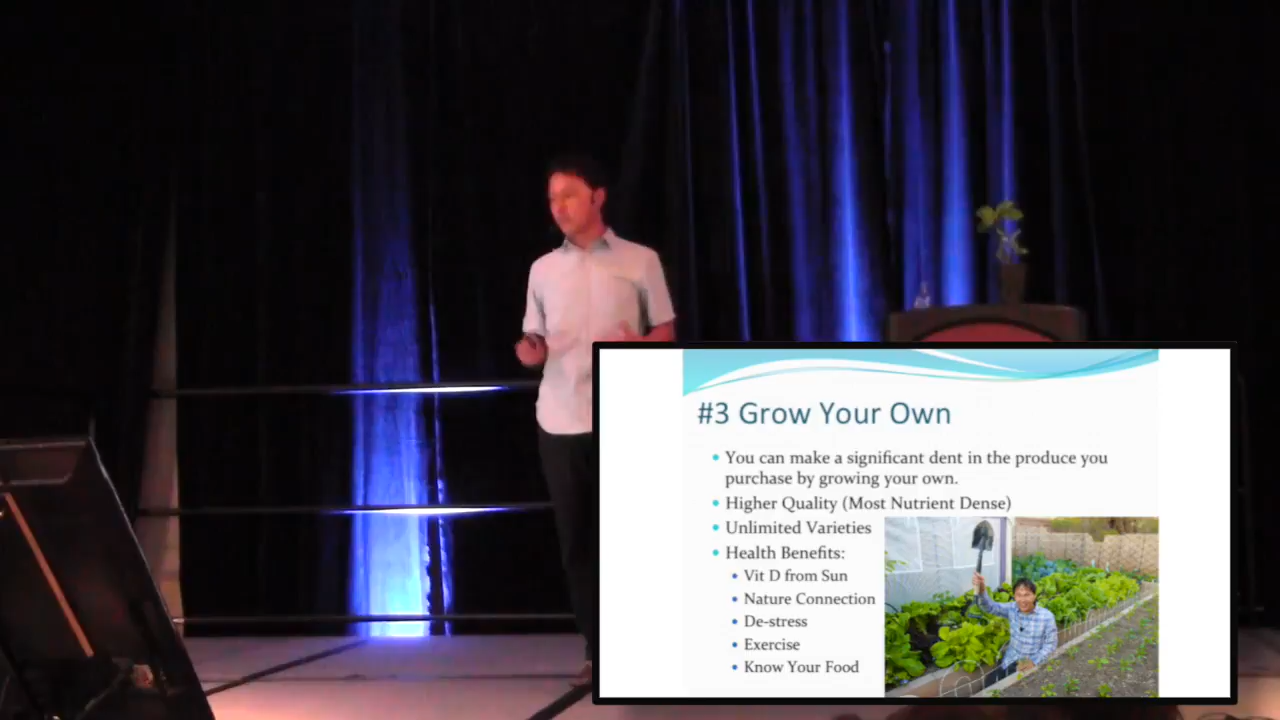 #3 Grow Your Own
• You can make a significant dent in the produce you
purchase by growing your own.
• Higher Quality (Most Nutrient Dense)
• Unlimited Varieties
• Health Benefits:
• Vit D from Sun
• Nature Connection
• De-stress
• Exercise
• Know Your Food